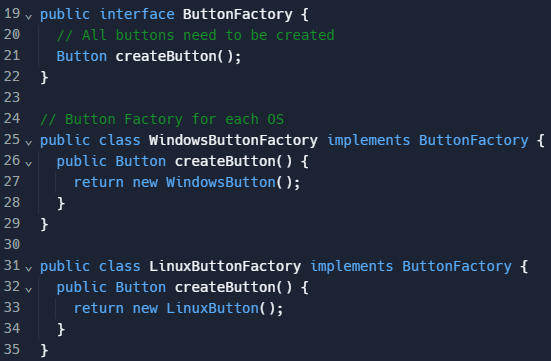 19 public interface ButtonFactory {
20   // All buttons need to be created
21   Button createButton();
22 }
23
24 // Button Factory for each OS
25 public class WindowsButtonFactory implements ButtonFactory {
26   public Button createButton() {
27     return new WindowsButton();
28   }
29 }
30
31 public class LinuxButtonFactory implements ButtonFactory {
32   public Button createButton() {
33     return new LinuxButton();
34   }
35 }